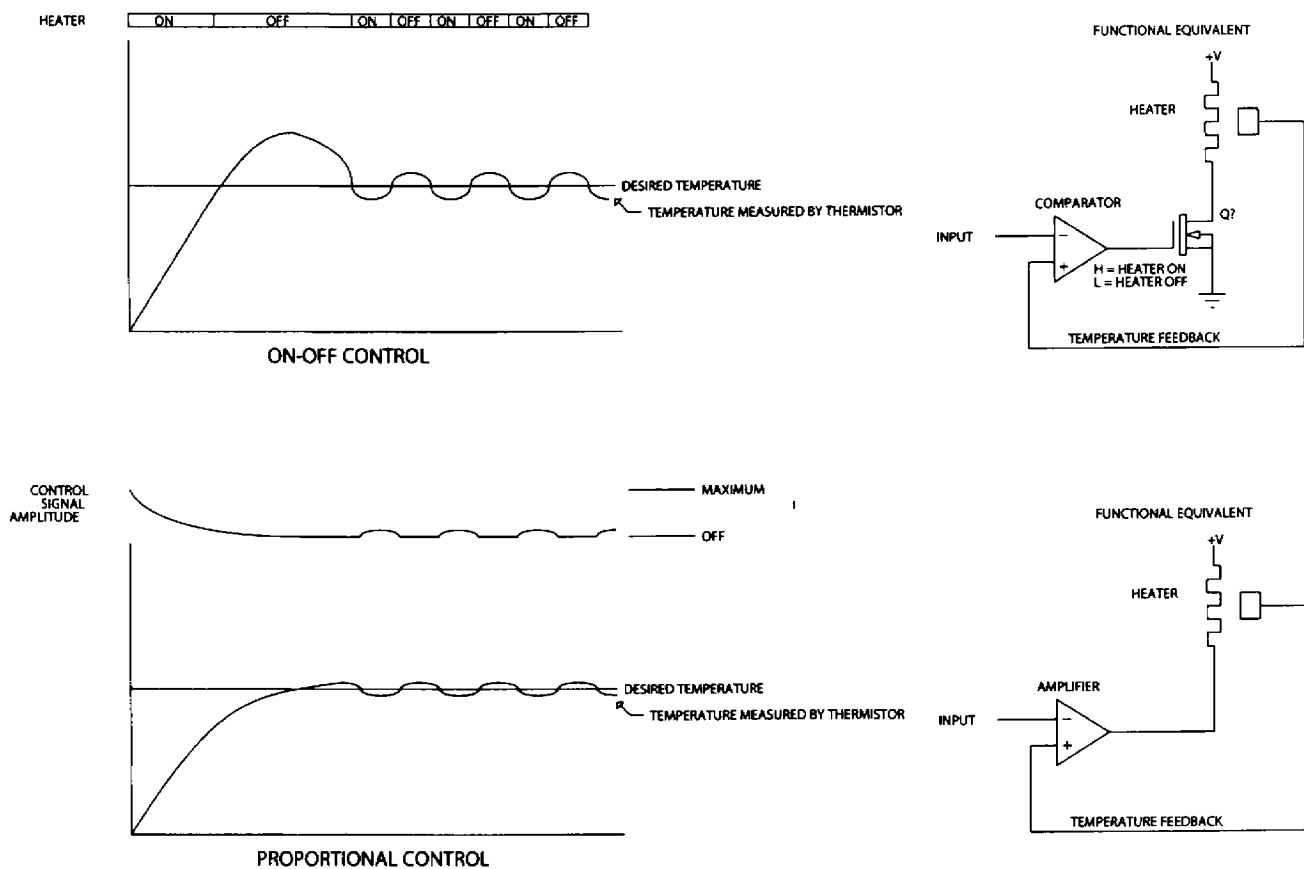 HEATER
ON OFF ON OFF ON OFF ON OFF
DESIRED TEMPERATURE
TEMPERATURE MEASURED BY THERMISTOR
ON-OFF CONTROL
FUNCTIONAL EQUIVALENT
+V
HEATER
COMPARATOR
Q?
INPUT
−
+
H = HEATER ON
L = HEATER OFF
TEMPERATURE FEEDBACK
CONTROL
SIGNAL
AMPLITUDE
MAXIMUM
OFF
DESIRED TEMPERATURE
TEMPERATURE MEASURED BY THERMISTOR
PROPORTIONAL CONTROL
FUNCTIONAL EQUIVALENT
+V
HEATER
AMPLIFIER
INPUT
−
+
TEMPERATURE FEEDBACK